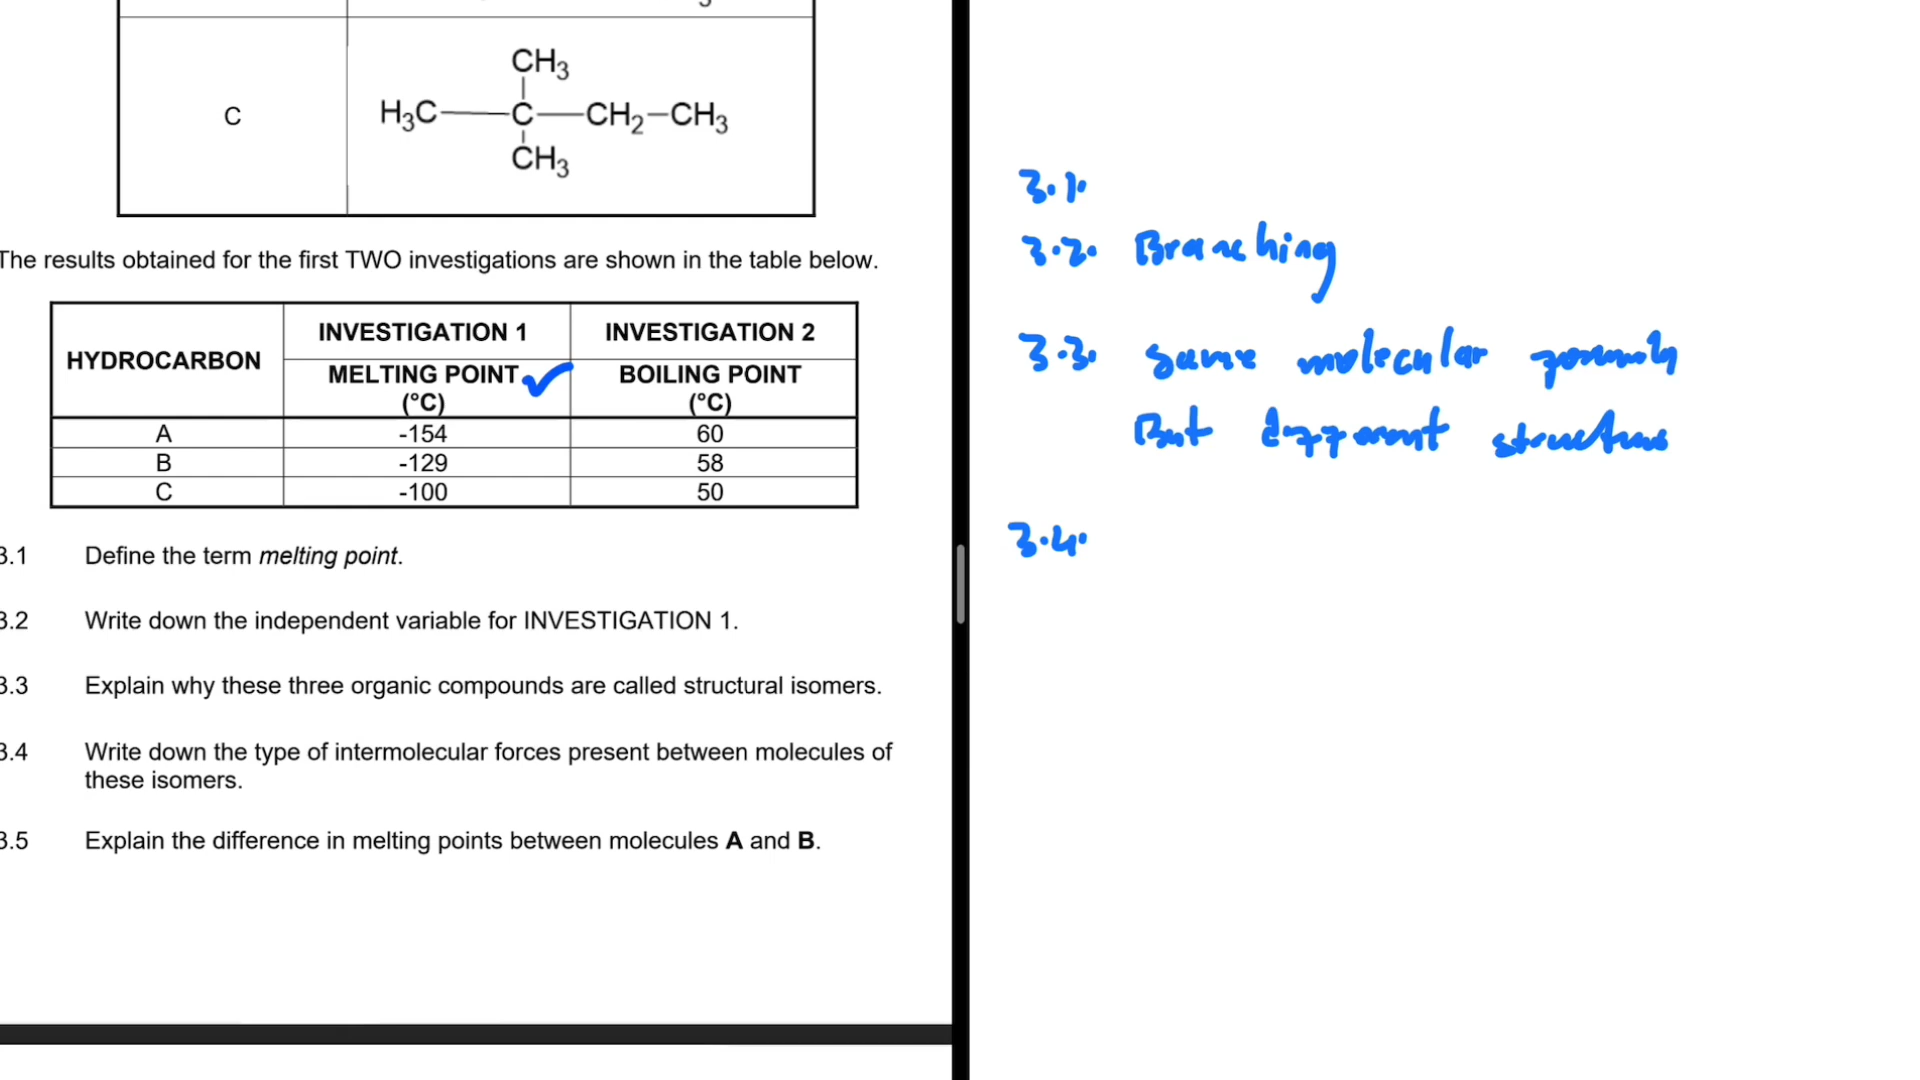 C
CH3
H3C—C—CH2—CH3
CH3
The results obtained for the first TWO investigations are shown in the table below.
HYDROCARBON
INVESTIGATION 1
INVESTIGATION 2
MELTING POINT (°C)
BOILING POINT (°C)
A -154 60
B -129 58
C -100 50
3.1 Define the term melting point.
3.2 Write down the independent variable for INVESTIGATION 1.
3.3 Explain why these three organic compounds are called structural isomers.
3.4 Write down the type of intermolecular forces present between molecules of
these isomers.
3.5 Explain the difference in melting points between molecules A and B.
3.1.
3.2. Branching
3.3. Same molecular
But different structures
3.4.